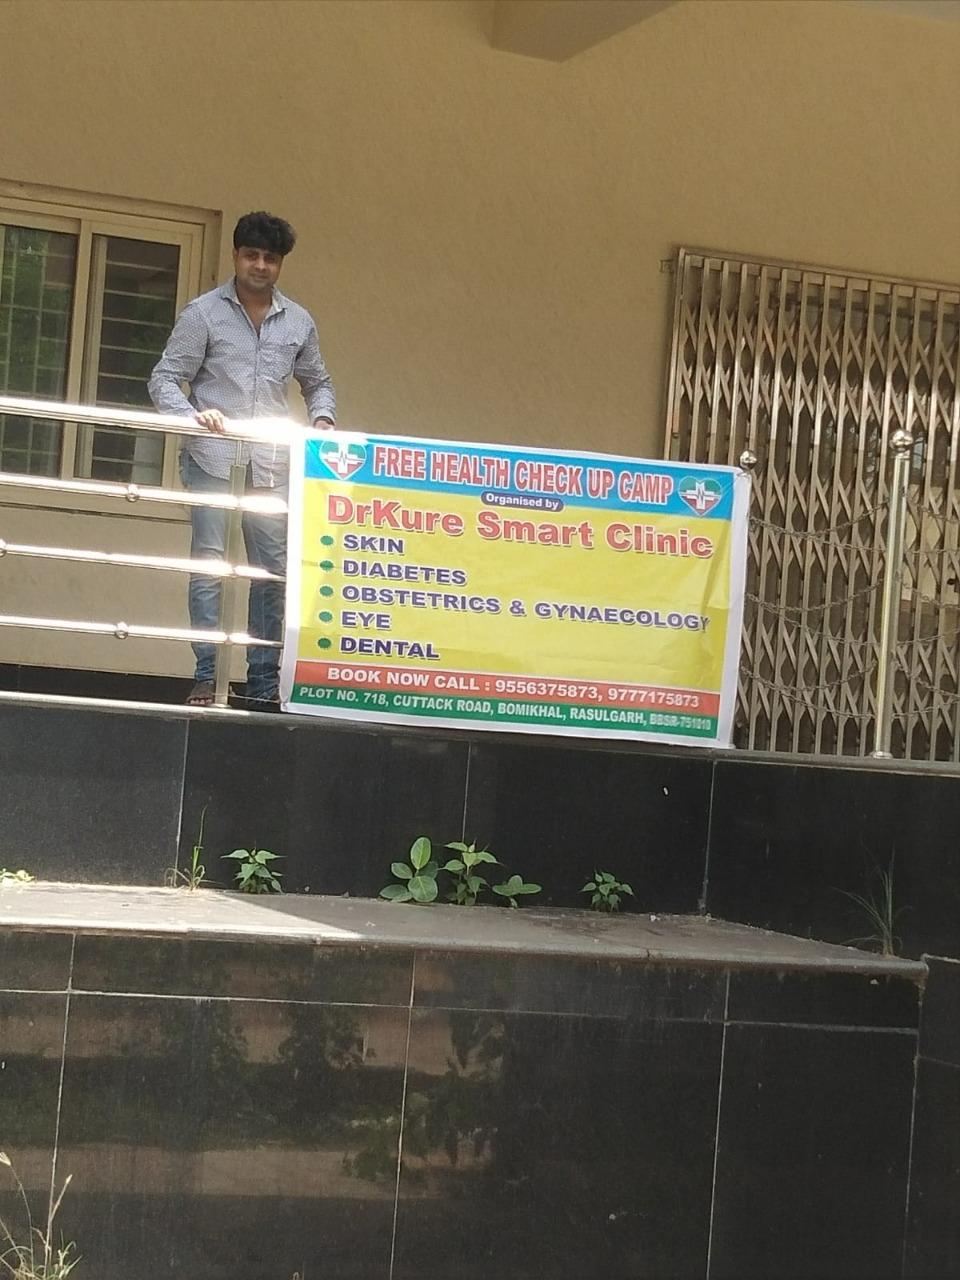 FREE HEALTH CHECK UP CAMP
Organised by
DrKure Smart Clinic
SKIN
DIABETES
OBSTETRICS & GYNAECOLOGY
EYE
DENTAL
BOOK NOW CALL : 9556375873, 9777175873
PLOT NO. 718, CUTTACK ROAD, BOMIKHAL, RASULGARH, BBSR-751010